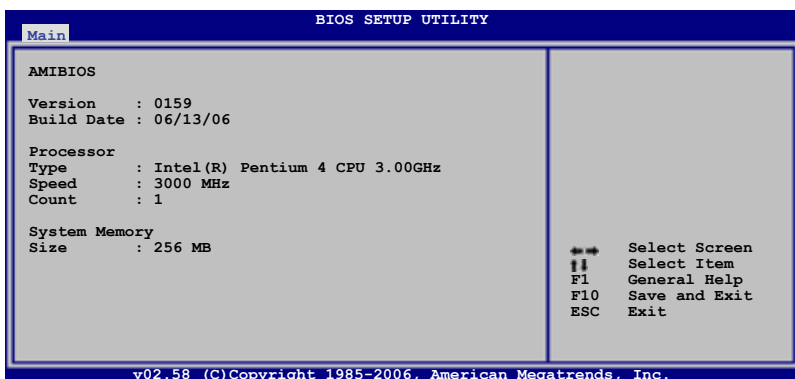 BIOS SETUP UTILITY
Main
AMIBIOS
Version : 0159
Build Date : 06/13/06
Processor
Type : Intel(R) Pentium 4 CPU 3.00GHz
Speed : 3000 MHz
Count : 1
System Memory
Size : 256 MB
←→ Select Screen
↑↓ Select Item
F1 General Help
F10 Save and Exit
ESC Exit
v02.58 (C)Copyright 1985-2006, American Megatrends, Inc.